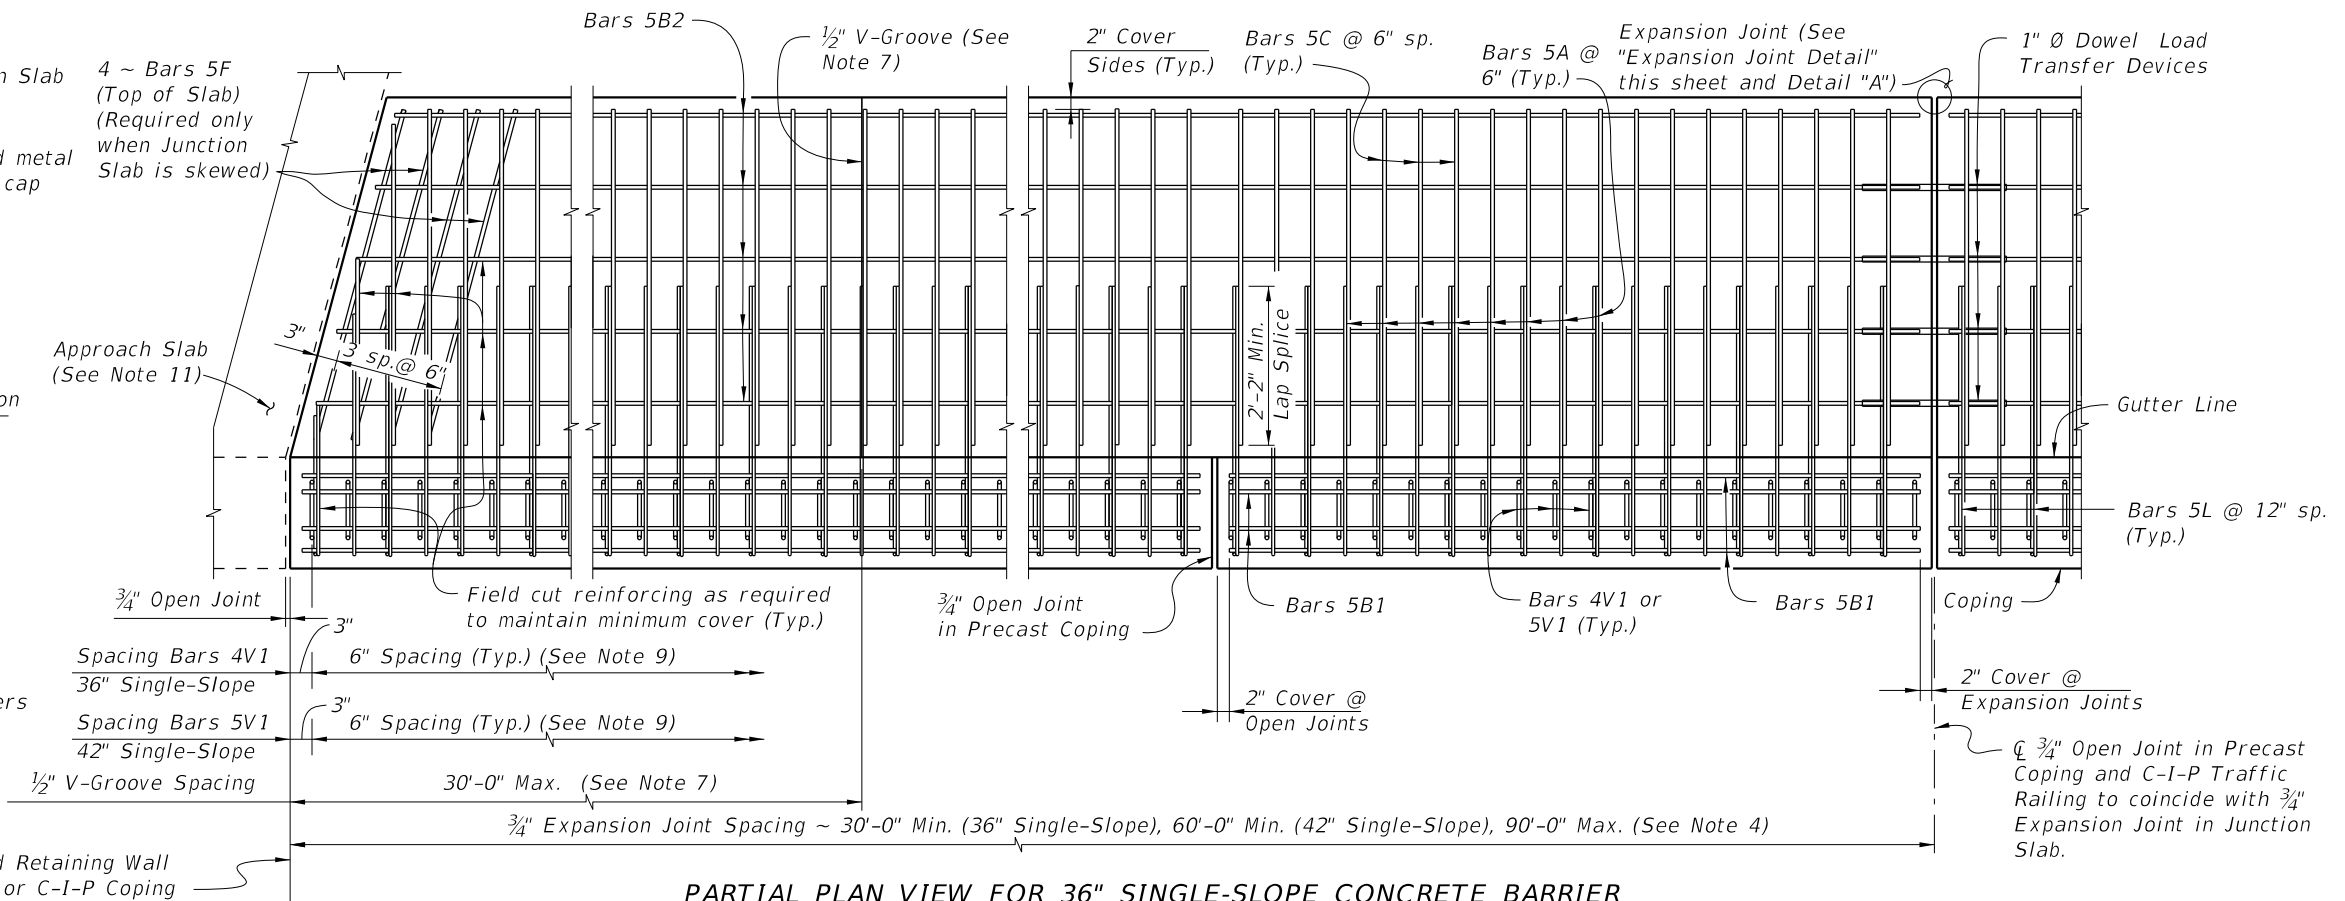 Bars 5B2
½" V-Groove (See
Note 7)
2" Cover
Sides (Typ.)
Bars 5C @ 6" sp.
(Typ.)
Bars 5A @
6" (Typ.)
Expansion Joint (See
"Expansion Joint Detail"
this sheet and Detail "A")
1" Ø Dowel Load
Transfer Devices
n Slab
4 ~ Bars 5F
(Top of Slab)
(Required only
when Junction
Slab is skewed)
d metal
cap
3"
3 sp.@ 6"
Approach Slab
(See Note 11)
on
2'-2" Min.
Lap Splice
Gutter Line
Bars 5L @ 12" sp.
(Typ.)
¾" Open Joint
Field cut reinforcing as required
to maintain minimum cover (Typ.)
¾" Open Joint
in Precast Coping
Bars 5B1
Bars 4V1 or
5V1 (Typ.)
Bars 5B1
Coping
3"
Spacing Bars 4V1
36" Single-Slope
6" Spacing (Typ.) (See Note 9)
ers
3"
Spacing Bars 5V1
42" Single-Slope
6" Spacing (Typ.) (See Note 9)
2" Cover @
Open Joints
2" Cover @
Expansion Joints
½" V-Groove Spacing
30'-0" Max. (See Note 7)
℄ ¾" Open Joint in Precast
Coping and C-I-P Traffic
Railing to coincide with ¾"
Expansion Joint in Junction
Slab.
¾" Expansion Joint Spacing ~ 30'-0" Min. (36" Single-Slope), 60'-0" Min. (42" Single-Slope), 90'-0" Max. (See Note 4)
d Retaining Wall
or C-I-P Coping
PARTIAL PLAN VIEW FOR 36" SINGLE-SLOPE CONCRETE BARRIER